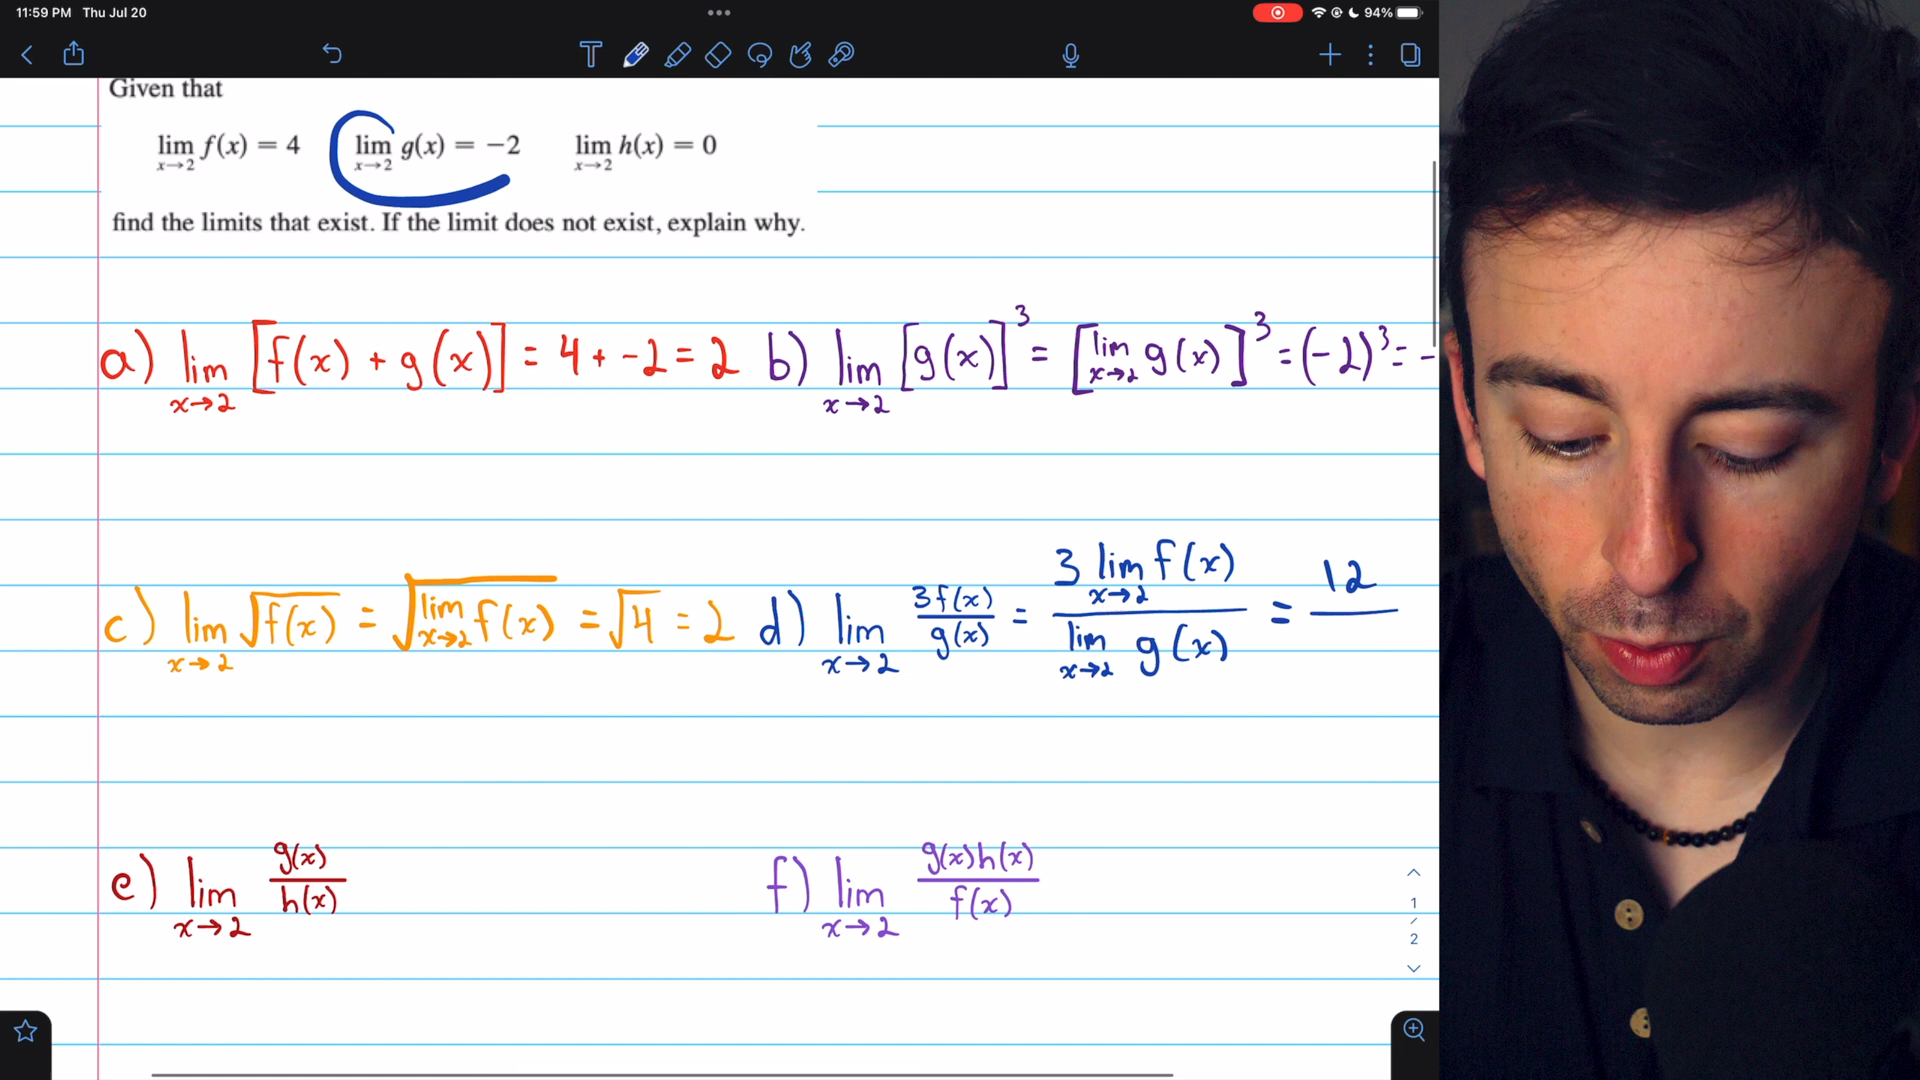 11:59 PM Thu Jul 20
94%
Given that
lim f(x) = 4 lim g(x) = −2 lim h(x) = 0
x→2 x→2 x→2
find the limits that exist. If the limit does not exist, explain why.
a) lim [f(x) + g(x)] = 4 + -2 = 2 b) lim [g(x)]³ = [lim g(x)]³ = (-2)³ = -
x→2 x→2 x→2
c) lim √f(x) = √lim f(x) = √4 = 2 d) lim 3f(x)/g(x) = 3 lim f(x) / lim g(x) = 12
x→2 x→2 x→2 x→2 x→2
e) lim g(x)/h(x) f) lim g(x)h(x)/f(x)
x→2 x→2
1
/
2